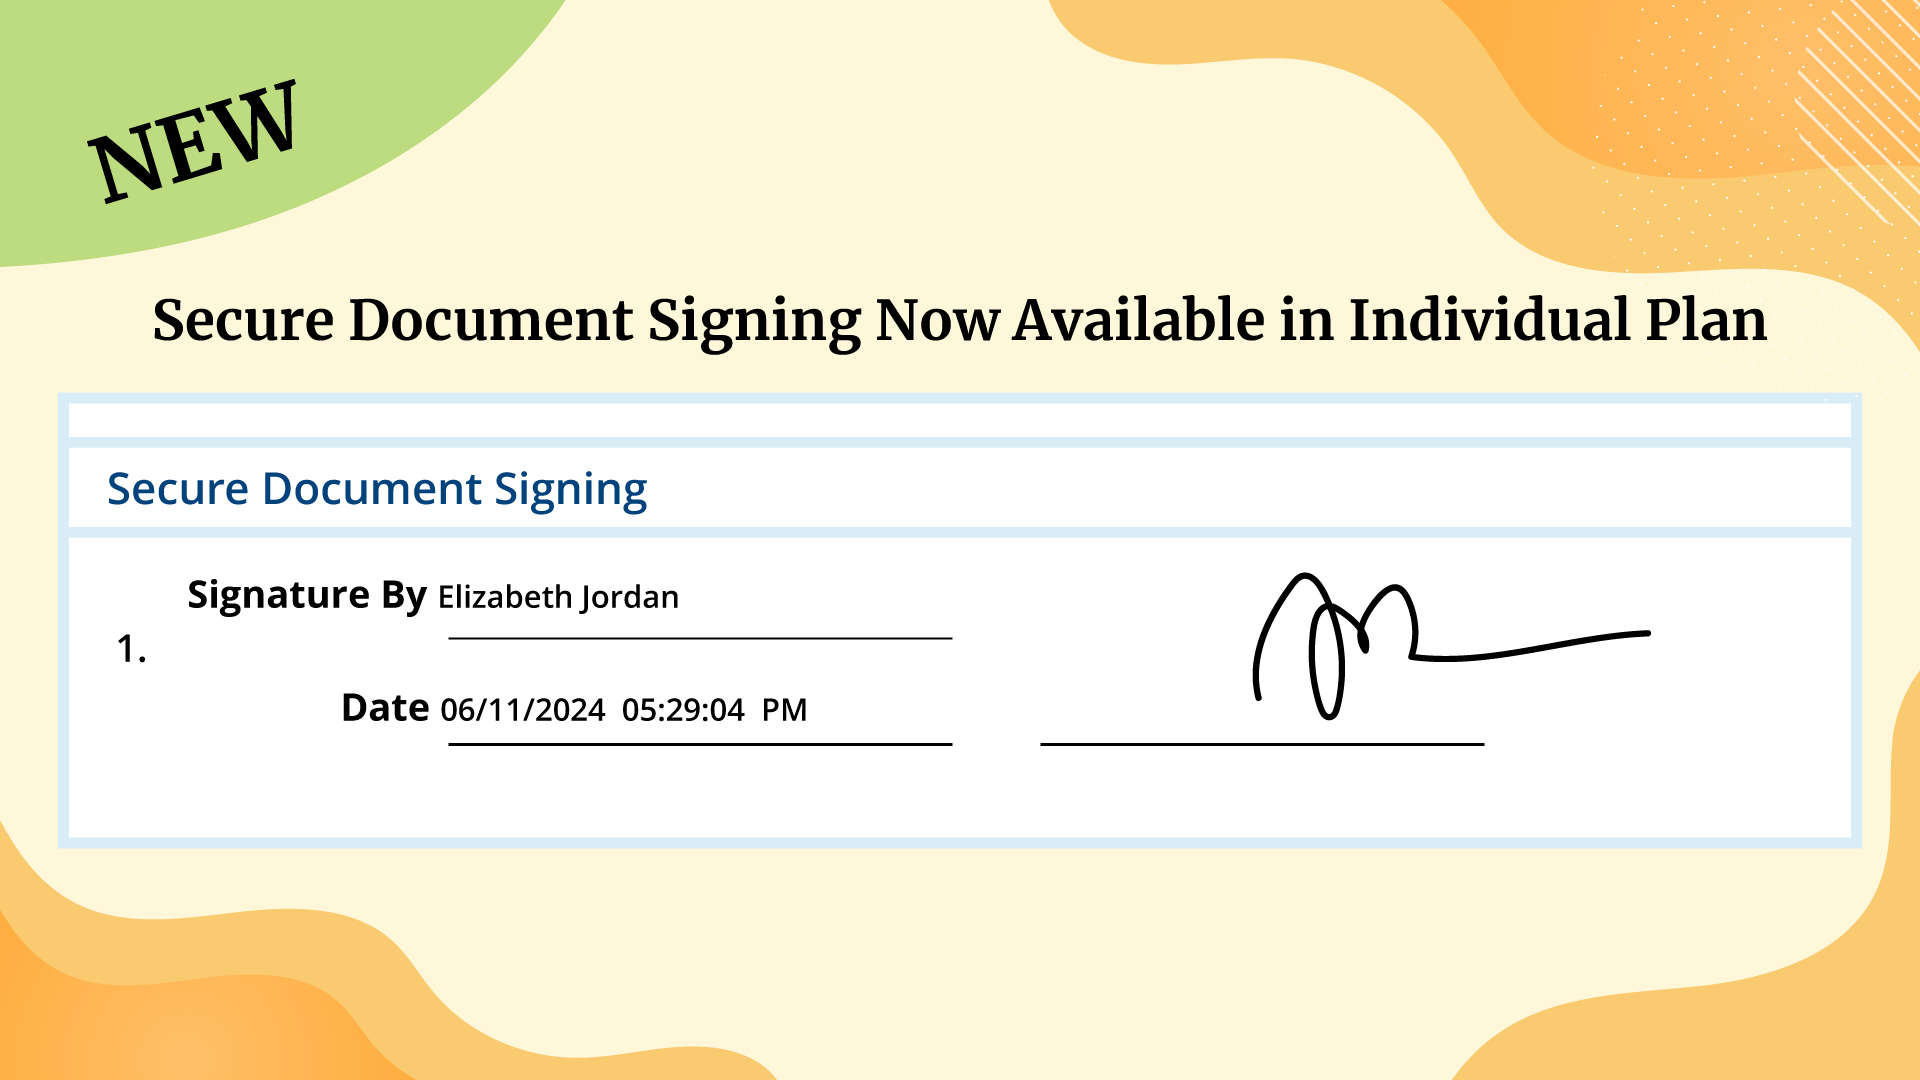 NEW
Secure Document Signing Now Available in Individual Plan
Secure Document Signing
Signature By Elizabeth Jordan
1.
Date 06/11/2024 05:29:04 PM